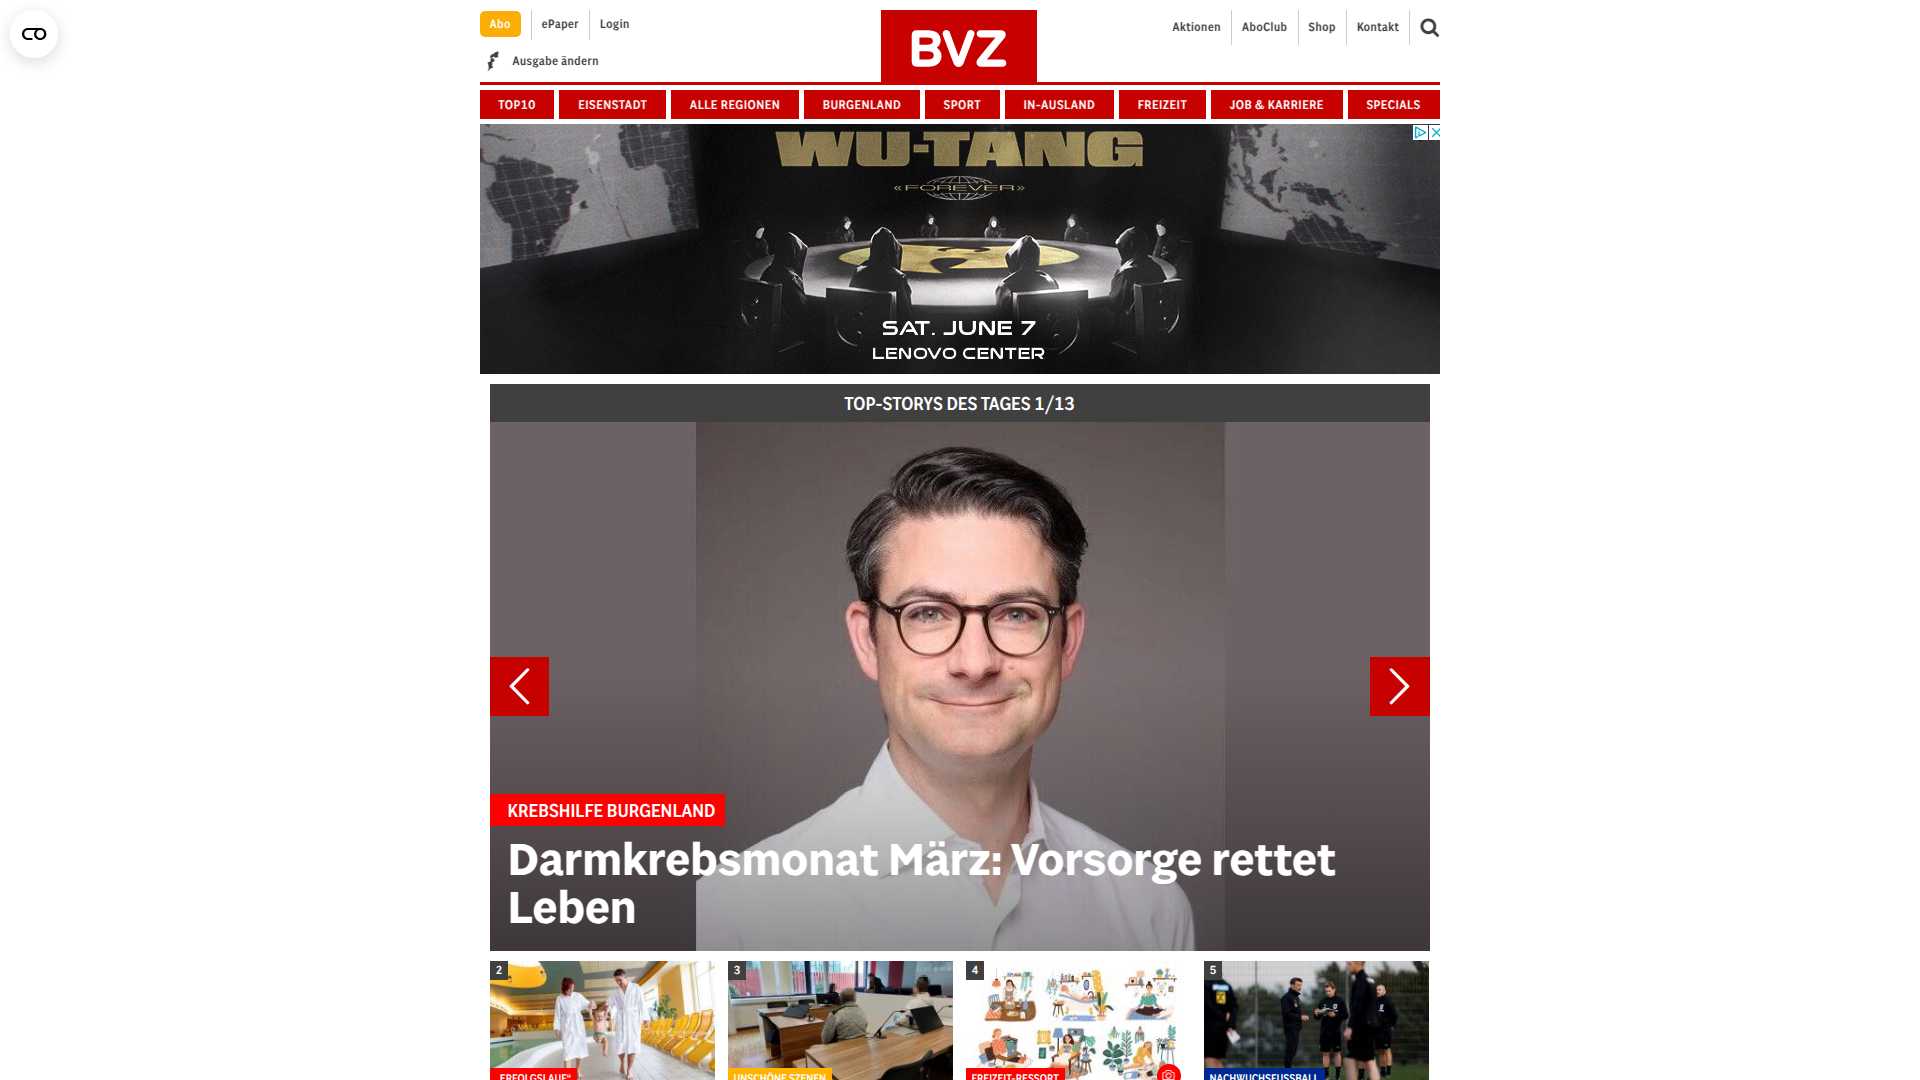 Abo
ePaper
Login
Aktionen
AboClub
Shop
Kontakt
Ausgabe ändern
BVZ
TOP10
EISENSTADT
ALLE REGIONEN
BURGENLAND
SPORT
IN-AUSLAND
FREIZEIT
JOB & KARRIERE
SPECIALS
WU-TANG
«FOREVER»
SAT. JUNE 7
LENOVO CENTER
TOP-STORYS DES TAGES 1/13
KREBSHILFE BURGENLAND
Darmkrebsmonat März: Vorsorge rettet
Leben
2
3
4
5
„ERFOLGSLAUF“
UNSCHÖNE SZENEN
FREIZEIT-RESSORT
NACHWUCHSFUSSBALL